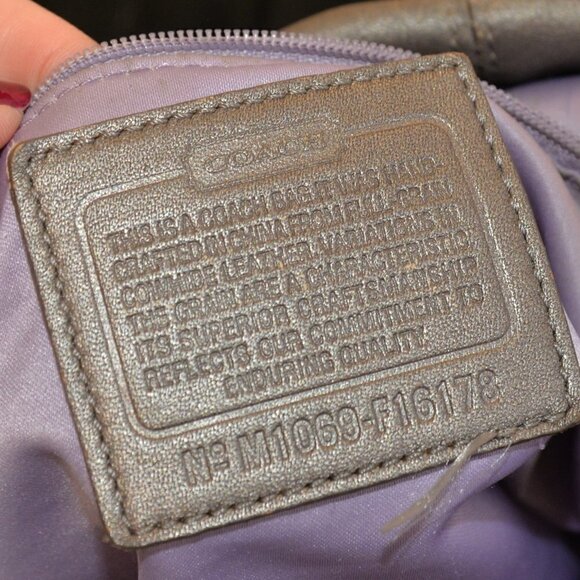 COACH
THIS IS A COACH BAG. IT WAS HAND-
CRAFTED IN CHINA FROM FULL-GRAIN
COWHIDE LEATHER. VARIATIONS IN
THE GRAIN ARE A CHARACTERISTIC.
ITS SUPERIOR CRAFTSMANSHIP
REFLECTS OUR COMMITMENT TO
ENDURING QUALITY.
Nº M1069-F16178